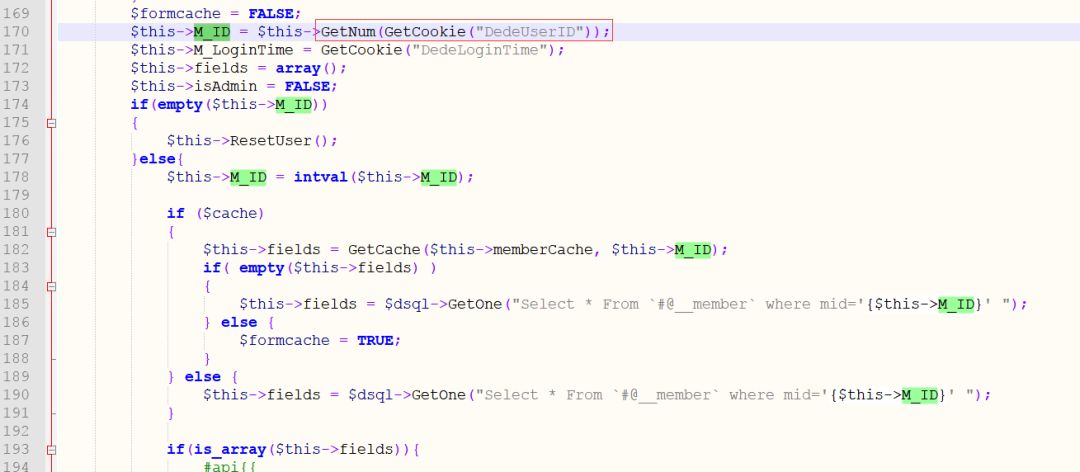 169 $formcache = FALSE;
170 $this->M_ID = $this->GetNum(GetCookie("DedeUserID"));
171 $this->M_LoginTime = GetCookie("DedeLoginTime");
172 $this->fields = array();
173 $this->isAdmin = FALSE;
174 if(empty($this->M_ID))
175 {
176 $this->ResetUser();
177 }else{
178 $this->M_ID = intval($this->M_ID);
179
180 if ($cache)
181 {
182 $this->fields = GetCache($this->memberCache, $this->M_ID);
183 if( empty($this->fields) )
184 {
185 $this->fields = $dsql->GetOne("Select * From `#@__member` where mid='{$this->M_ID}' ");
186 } else {
187 $formcache = TRUE;
188 }
189 } else {
190 $this->fields = $dsql->GetOne("Select * From `#@__member` where mid='{$this->M_ID}' ");
191 }
192
193 if(is_array($this->fields)){
194 #api{{